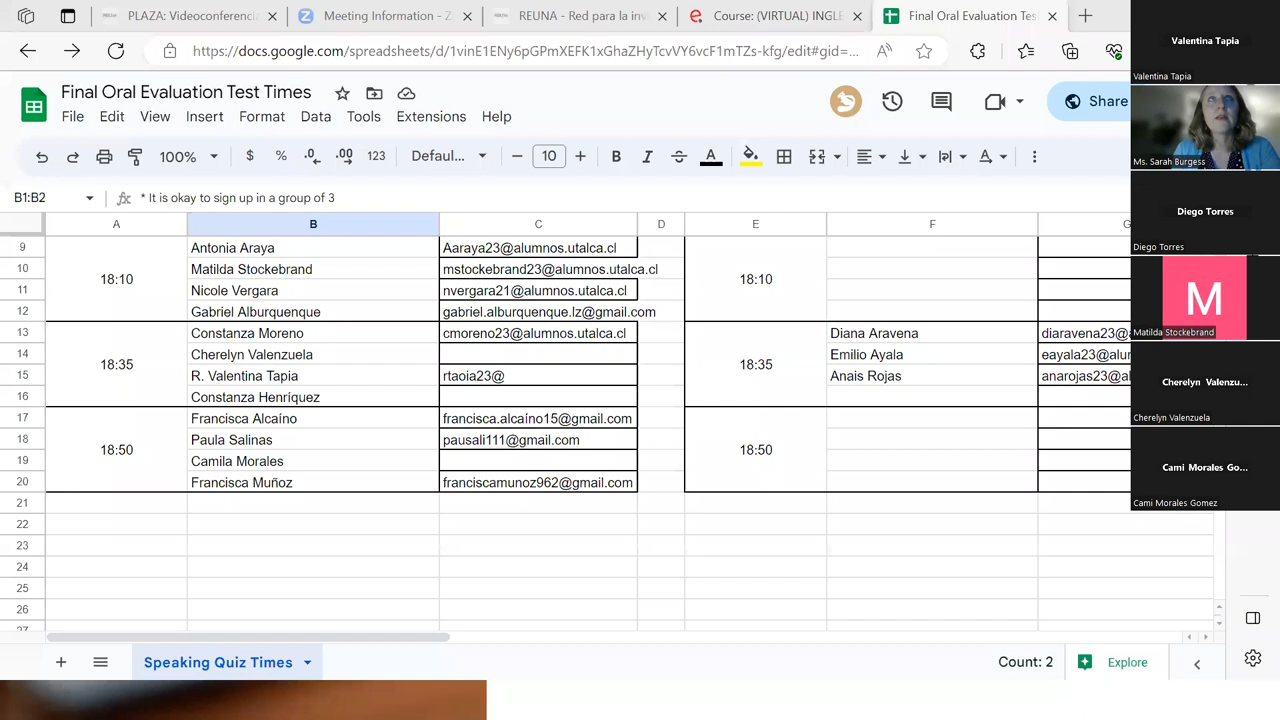 PLAZA: Videoconferenci
Meeting Information - Z
REUNA - Red para la inv
Course: (VIRTUAL) INGLE
Final Oral Evaluation Tes
https://docs.google.com/spreadsheets/d/1vinE1ENy6pGPmXEFK1xGhaZHyTcvVY6vcF1mTZs-kfg/edit#gid=...
Final Oral Evaluation Test Times
Share
File Edit View Insert Format Data Tools Extensions Help
100% $ % .0 .00 123 Defaul... 10 B I A
B1:B2 fx * It is okay to sign up in a group of 3
A B C D E F G
9 Antonia Araya Aaraya23@alumnos.utalca.cl
10 Matilda Stockebrand mstockebrand23@alumnos.utalca.cl
18:10 18:10
11 Nicole Vergara nvergara21@alumnos.utalca.cl
12 Gabriel Alburquenque gabriel.alburquenque.lz@gmail.com
13 Constanza Moreno cmoreno23@alumnos.utalca.cl Diana Aravena diaravena23@
14 Cherelyn Valenzuela Emilio Ayala eayala23@alum
18:35 18:35
15 R. Valentina Tapia rtaoia23@ Anais Rojas anarojas23@al
16 Constanza Henríquez
17 Francisca Alcaíno francisca.alcaíno15@gmail.com
18 Paula Salinas pausali111@gmail.com
18:50 18:50
19 Camila Morales
20 Francisca Muñoz franciscamunoz962@gmail.com
21
22
23
24
25
26
27
Speaking Quiz Times
Count: 2
Explore
Valentina Tapia
Valentina Tapia
Ms. Sarah Burgess
Diego Torres
Diego Torres
M
Matilda Stockebrand
Cherelyn Valenzu...
Cherelyn Valenzuela
Cami Morales Go...
Cami Morales Gomez